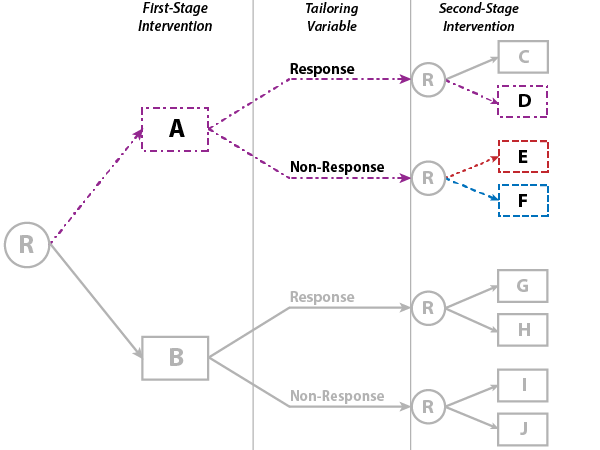 First-Stage
Intervention
Tailoring
Variable
Second-Stage
Intervention
Response
R
C
D
A
Non-Response
R
E
F
R
Response
R
G
H
B
Non-Response
R
I
J